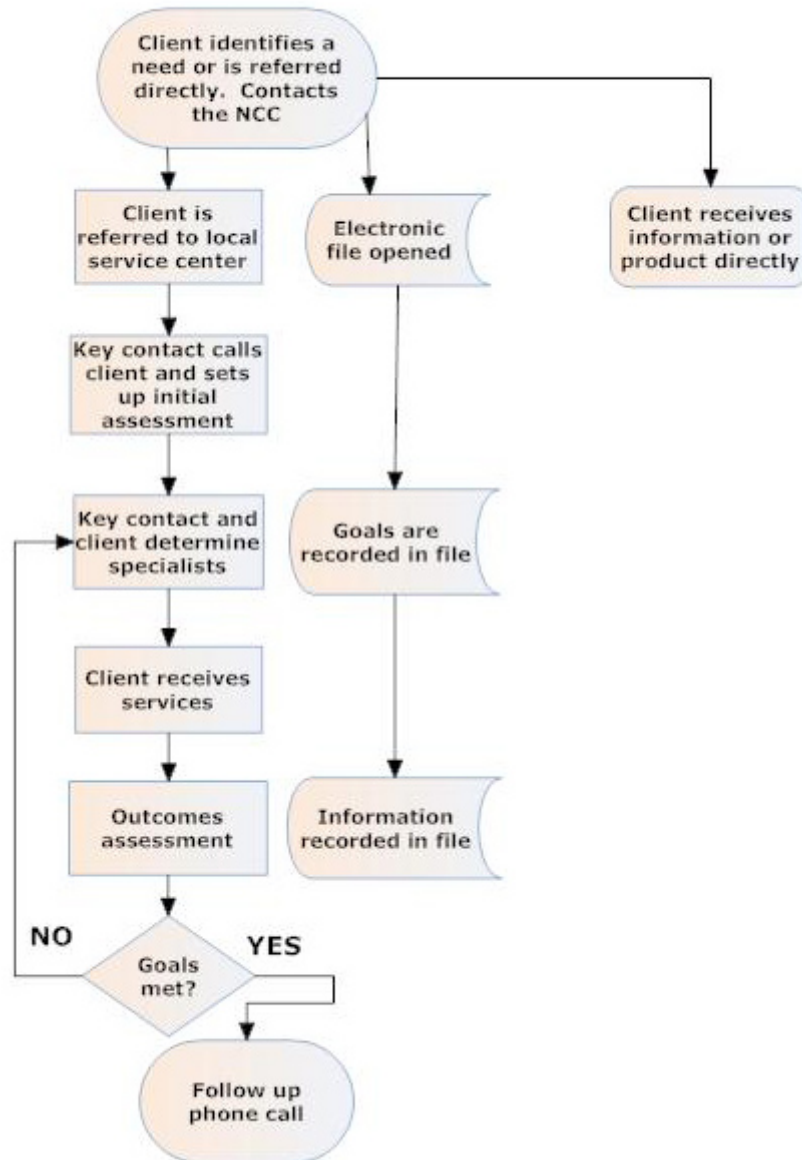 Client identifies a
need or is referred
directly. Contacts
the NCC
Client is
referred to local
service center
Electronic
file opened
Client receives
information or
product directly
Key contact calls
client and sets
up initial
assessment
Key contact and
client determine
specialists
Goals are
recorded in file
Client receives
services
Outcomes
assessment
Information
recorded in file
NO
YES
Goals
met?
Follow up
phone call